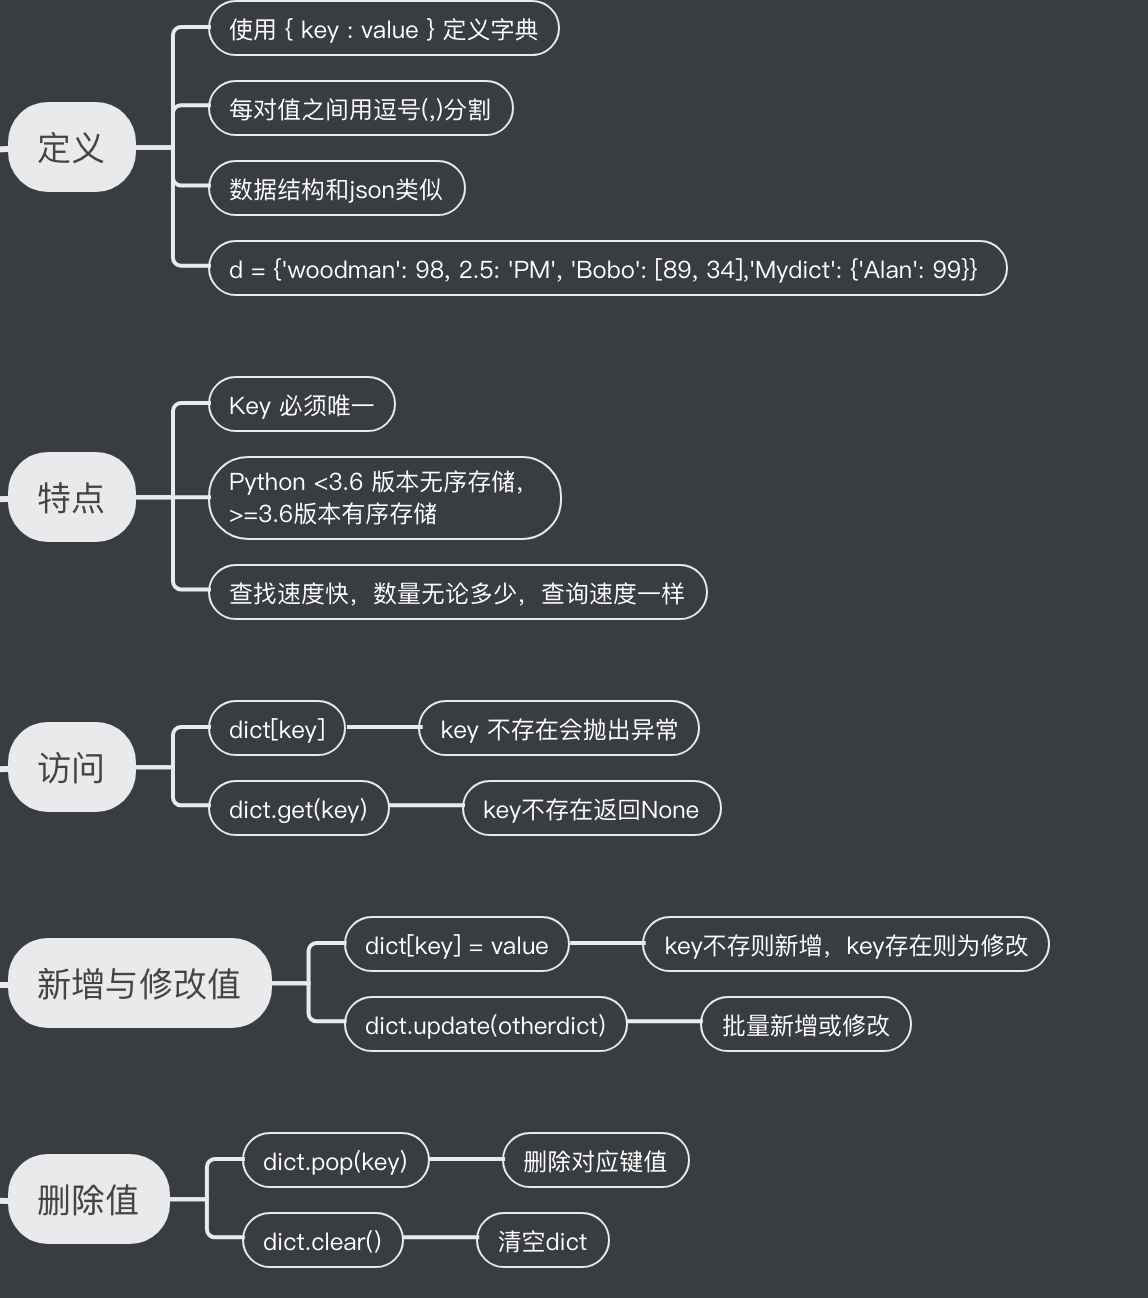 定义
使用 { key : value } 定义字典
每对值之间用逗号(,)分割
数据结构和json类似
d = {'woodman': 98, 2.5: 'PM', 'Bobo': [89, 34],'Mydict': {'Alan': 99}}
特点
Key 必须唯一
Python <3.6 版本无序存储，
>=3.6版本有序存储
查找速度快，数量无论多少，查询速度一样
访问
dict[key]
key 不存在会抛出异常
dict.get(key)
key不存在返回None
新增与修改值
dict[key] = value
key不存则新增，key存在则为修改
dict.update(otherdict)
批量新增或修改
删除值
dict.pop(key)
删除对应键值
dict.clear()
清空dict